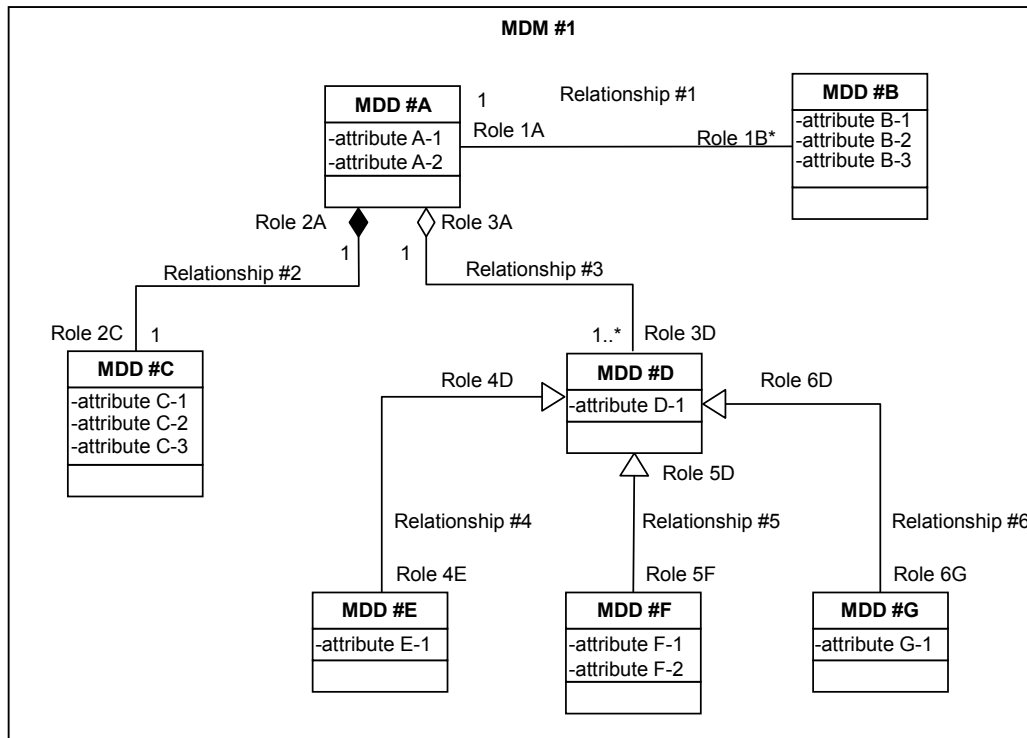 MDM #1
MDD #A
-attribute A-1
-attribute A-2
1
Relationship #1
Role 1A
Role 1B*
MDD #B
-attribute B-1
-attribute B-2
-attribute B-3
Role 2A
1
Role 3A
1
Relationship #2
Relationship #3
Role 2C
1
1..*
Role 3D
MDD #C
-attribute C-1
-attribute C-2
-attribute C-3
MDD #D
-attribute D-1
Role 4D
Role 6D
Role 5D
Relationship #4
Relationship #5
Relationship #6
Role 4E
Role 5F
Role 6G
MDD #E
-attribute E-1
MDD #F
-attribute F-1
-attribute F-2
MDD #G
-attribute G-1